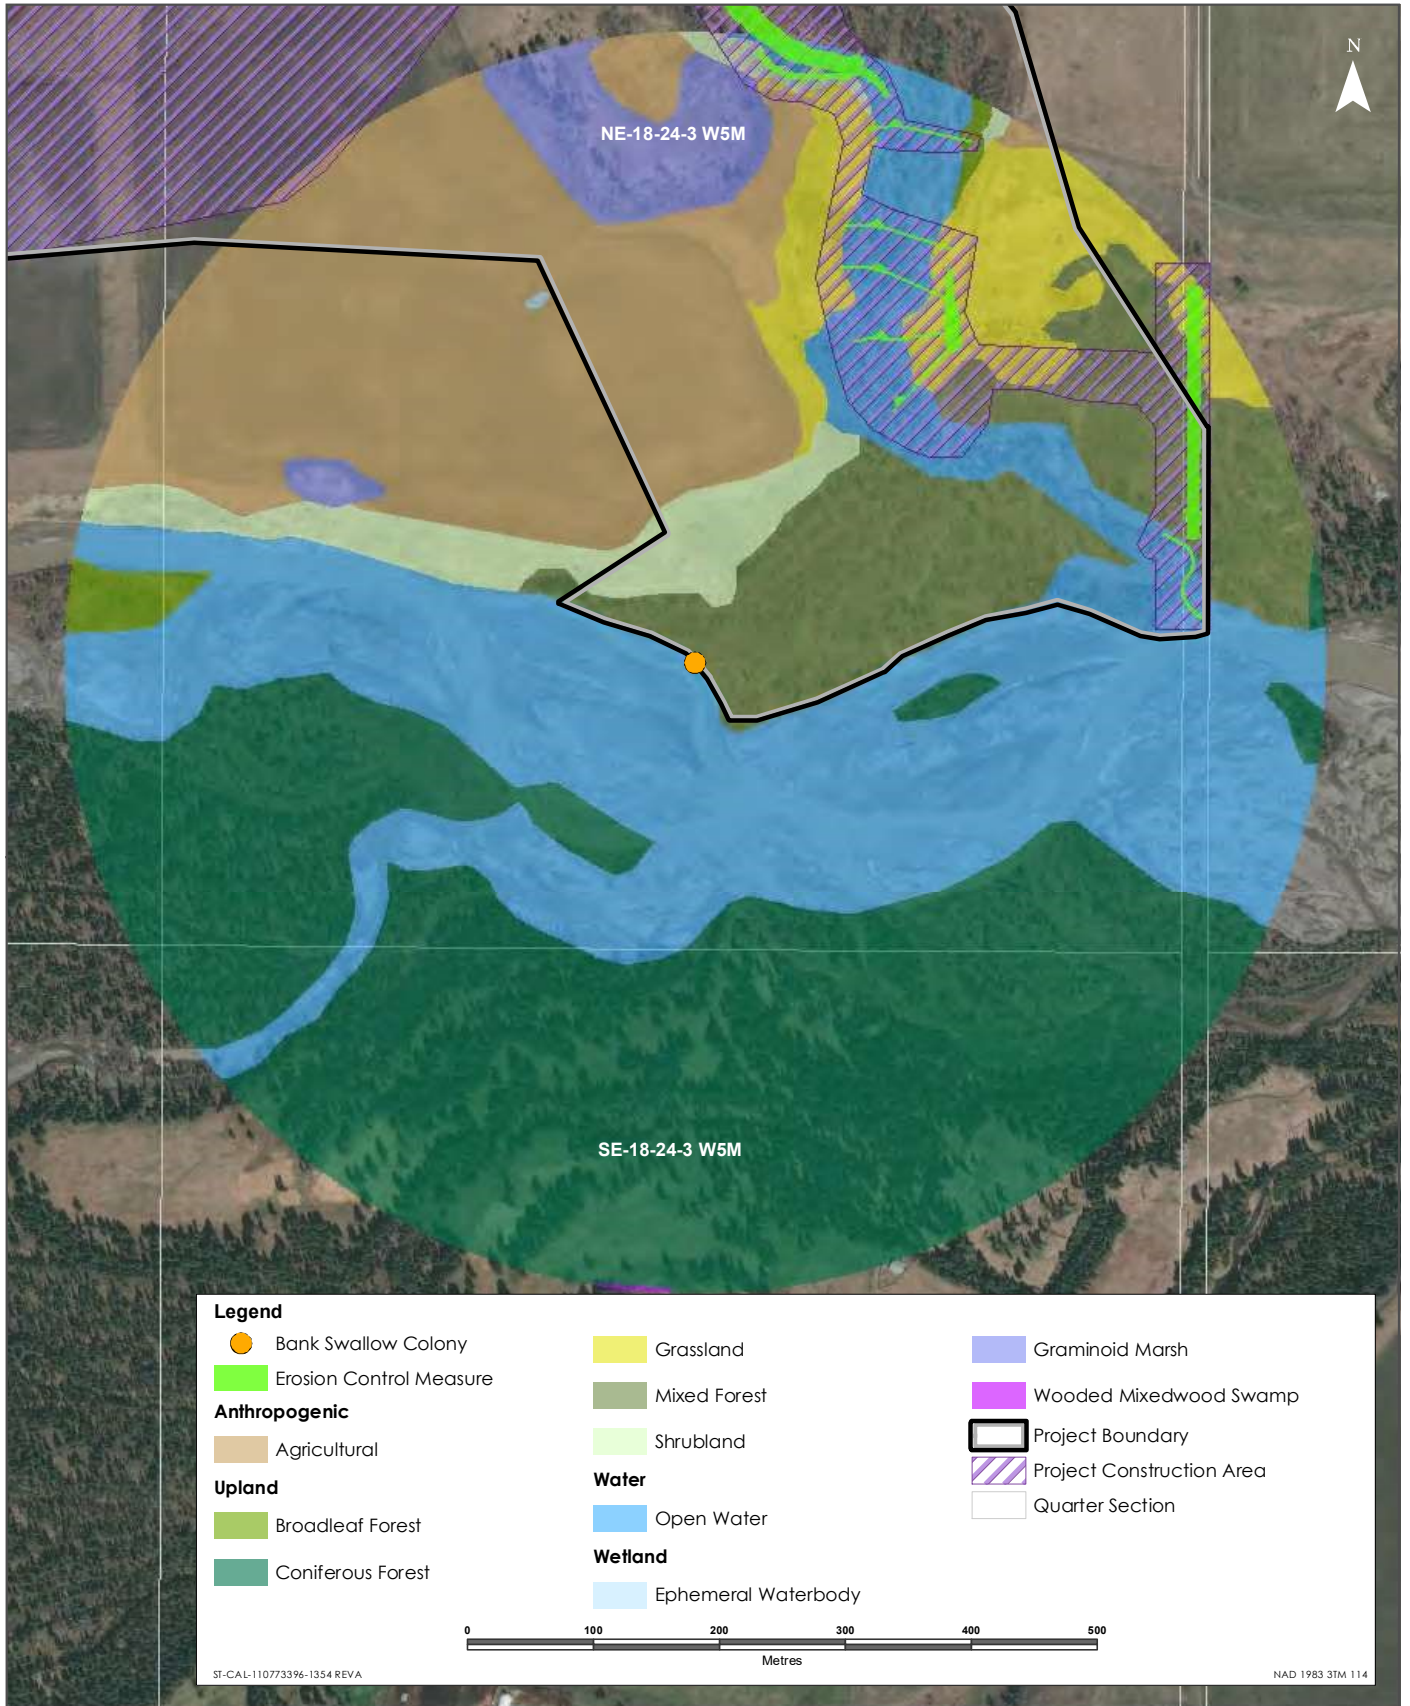 N
NE-18-24-3 W5M
SE-18-24-3 W5M
Legend
Bank Swallow Colony
Erosion Control Measure
Anthropogenic
Agricultural
Upland
Broadleaf Forest
Coniferous Forest
Grassland
Mixed Forest
Shrubland
Water
Open Water
Wetland
Ephemeral Waterbody
Graminoid Marsh
Wooded Mixedwood Swamp
Project Boundary
Project Construction Area
Quarter Section
0 100 200 300 400 500
Metres
ST-CAL-110773396-1354 REVA
NAD 1983 3TM 114